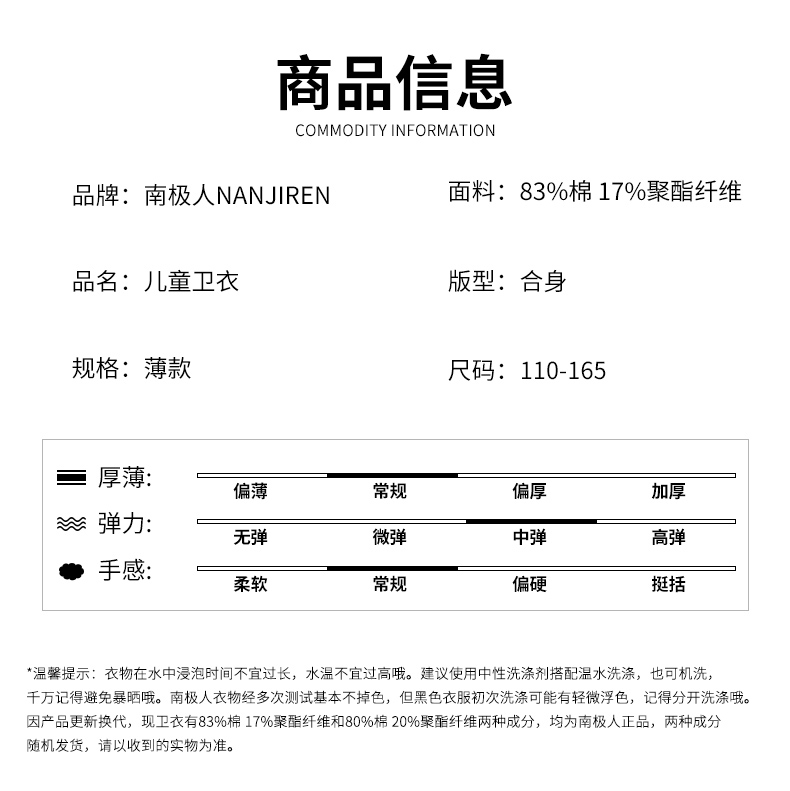 商品信息
COMMODITY INFORMATION
品牌：南极人NANJIREN
面料：83%棉 17%聚酯纤维
品名：儿童卫衣
版型：合身
规格：薄款
尺码：110-165
厚薄:
偏薄 常规 偏厚 加厚
弹力:
无弹 微弹 中弹 高弹
手感:
柔软 常规 偏硬 挺括
*温馨提示：衣物在水中浸泡时间不宜过长，水温不宜过高哦。建议使用中性洗涤剂搭配温水洗涤，也可机洗，
千万记得避免暴晒哦。南极人衣物经多次测试基本不掉色，但黑色衣服初次洗涤可能有轻微浮色，记得分开洗涤哦。
因产品更新换代，现卫衣有83%棉 17%聚酯纤维和80%棉 20%聚酯纤维两种成分，均为南极人正品，两种成分
随机发货，请以收到的实物为准。